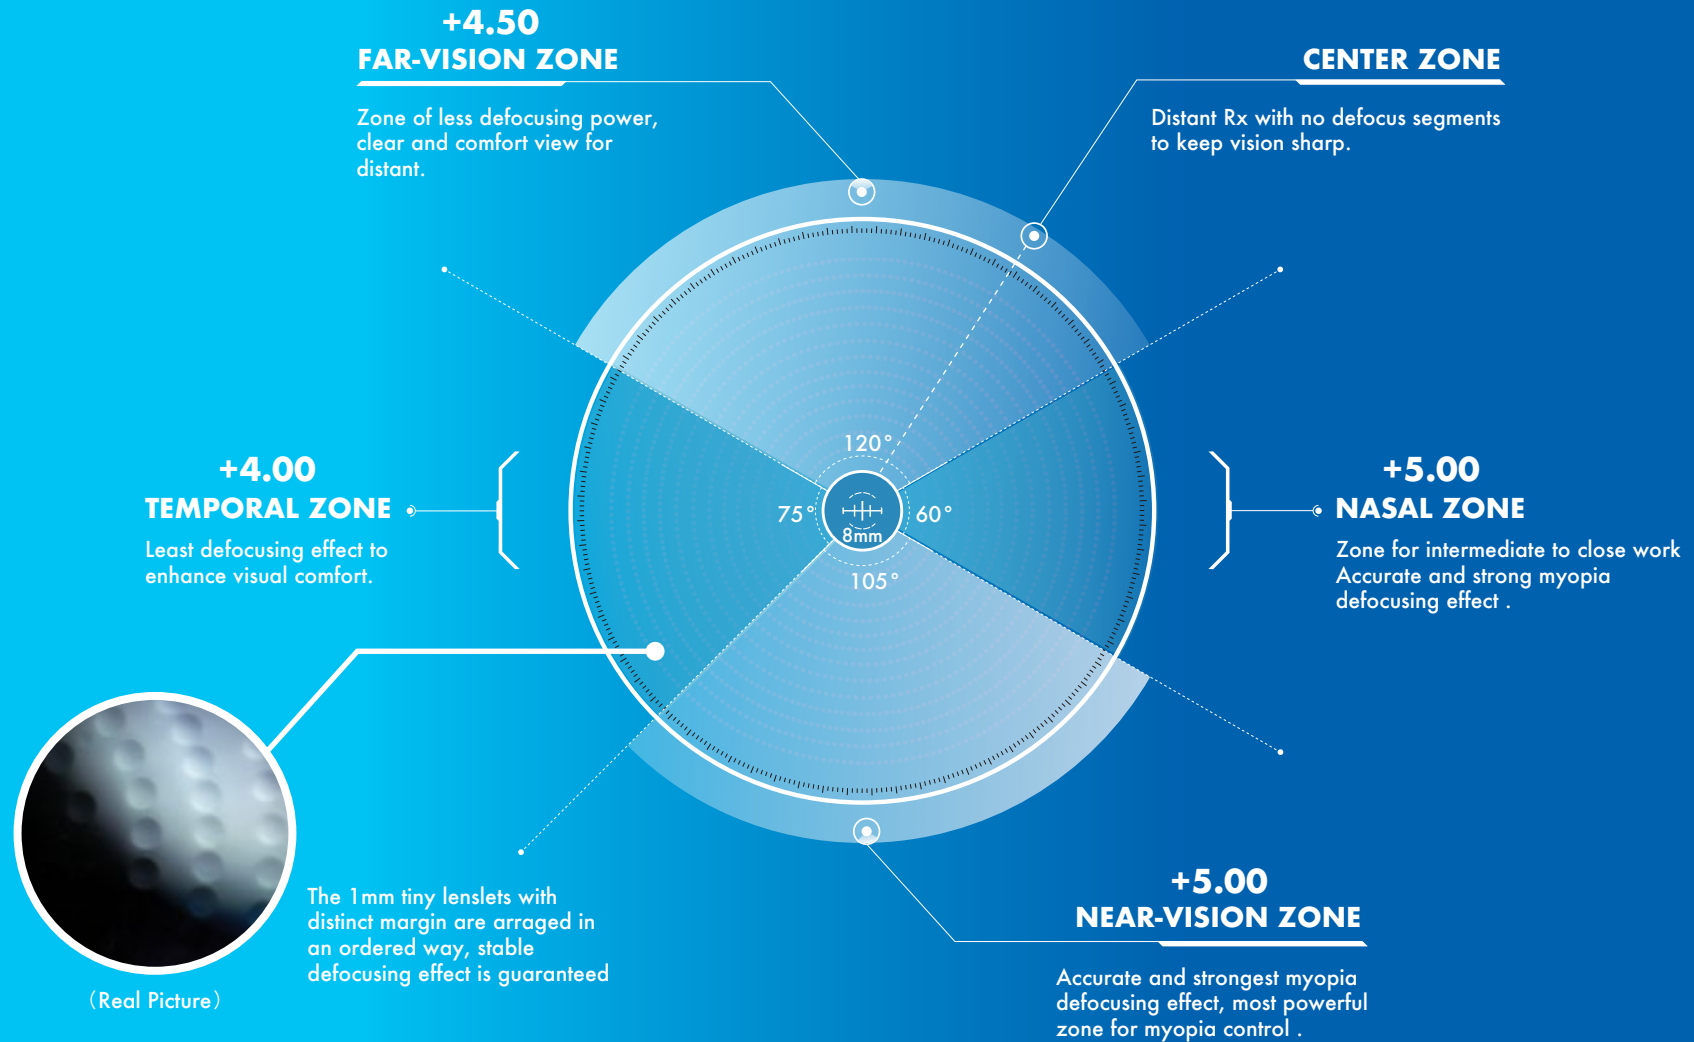 +4.50
FAR-VISION ZONE
Zone of less defocusing power,
clear and comfort view for
distant.
CENTER ZONE
Distant Rx with no defocus segments
to keep vision sharp.
120°
75°
60°
8mm
105°
+4.00
TEMPORAL ZONE
Least defocusing effect to
enhance visual comfort.
+5.00
NASAL ZONE
Zone for intermediate to close work
Accurate and strong myopia
defocusing effect .
The 1mm tiny lenslets with
distinct margin are arraged in
an ordered way, stable
defocusing effect is guaranteed
（Real Picture）
+5.00
NEAR-VISION ZONE
Accurate and strongest myopia
defocusing effect, most powerful
zone for myopia control .